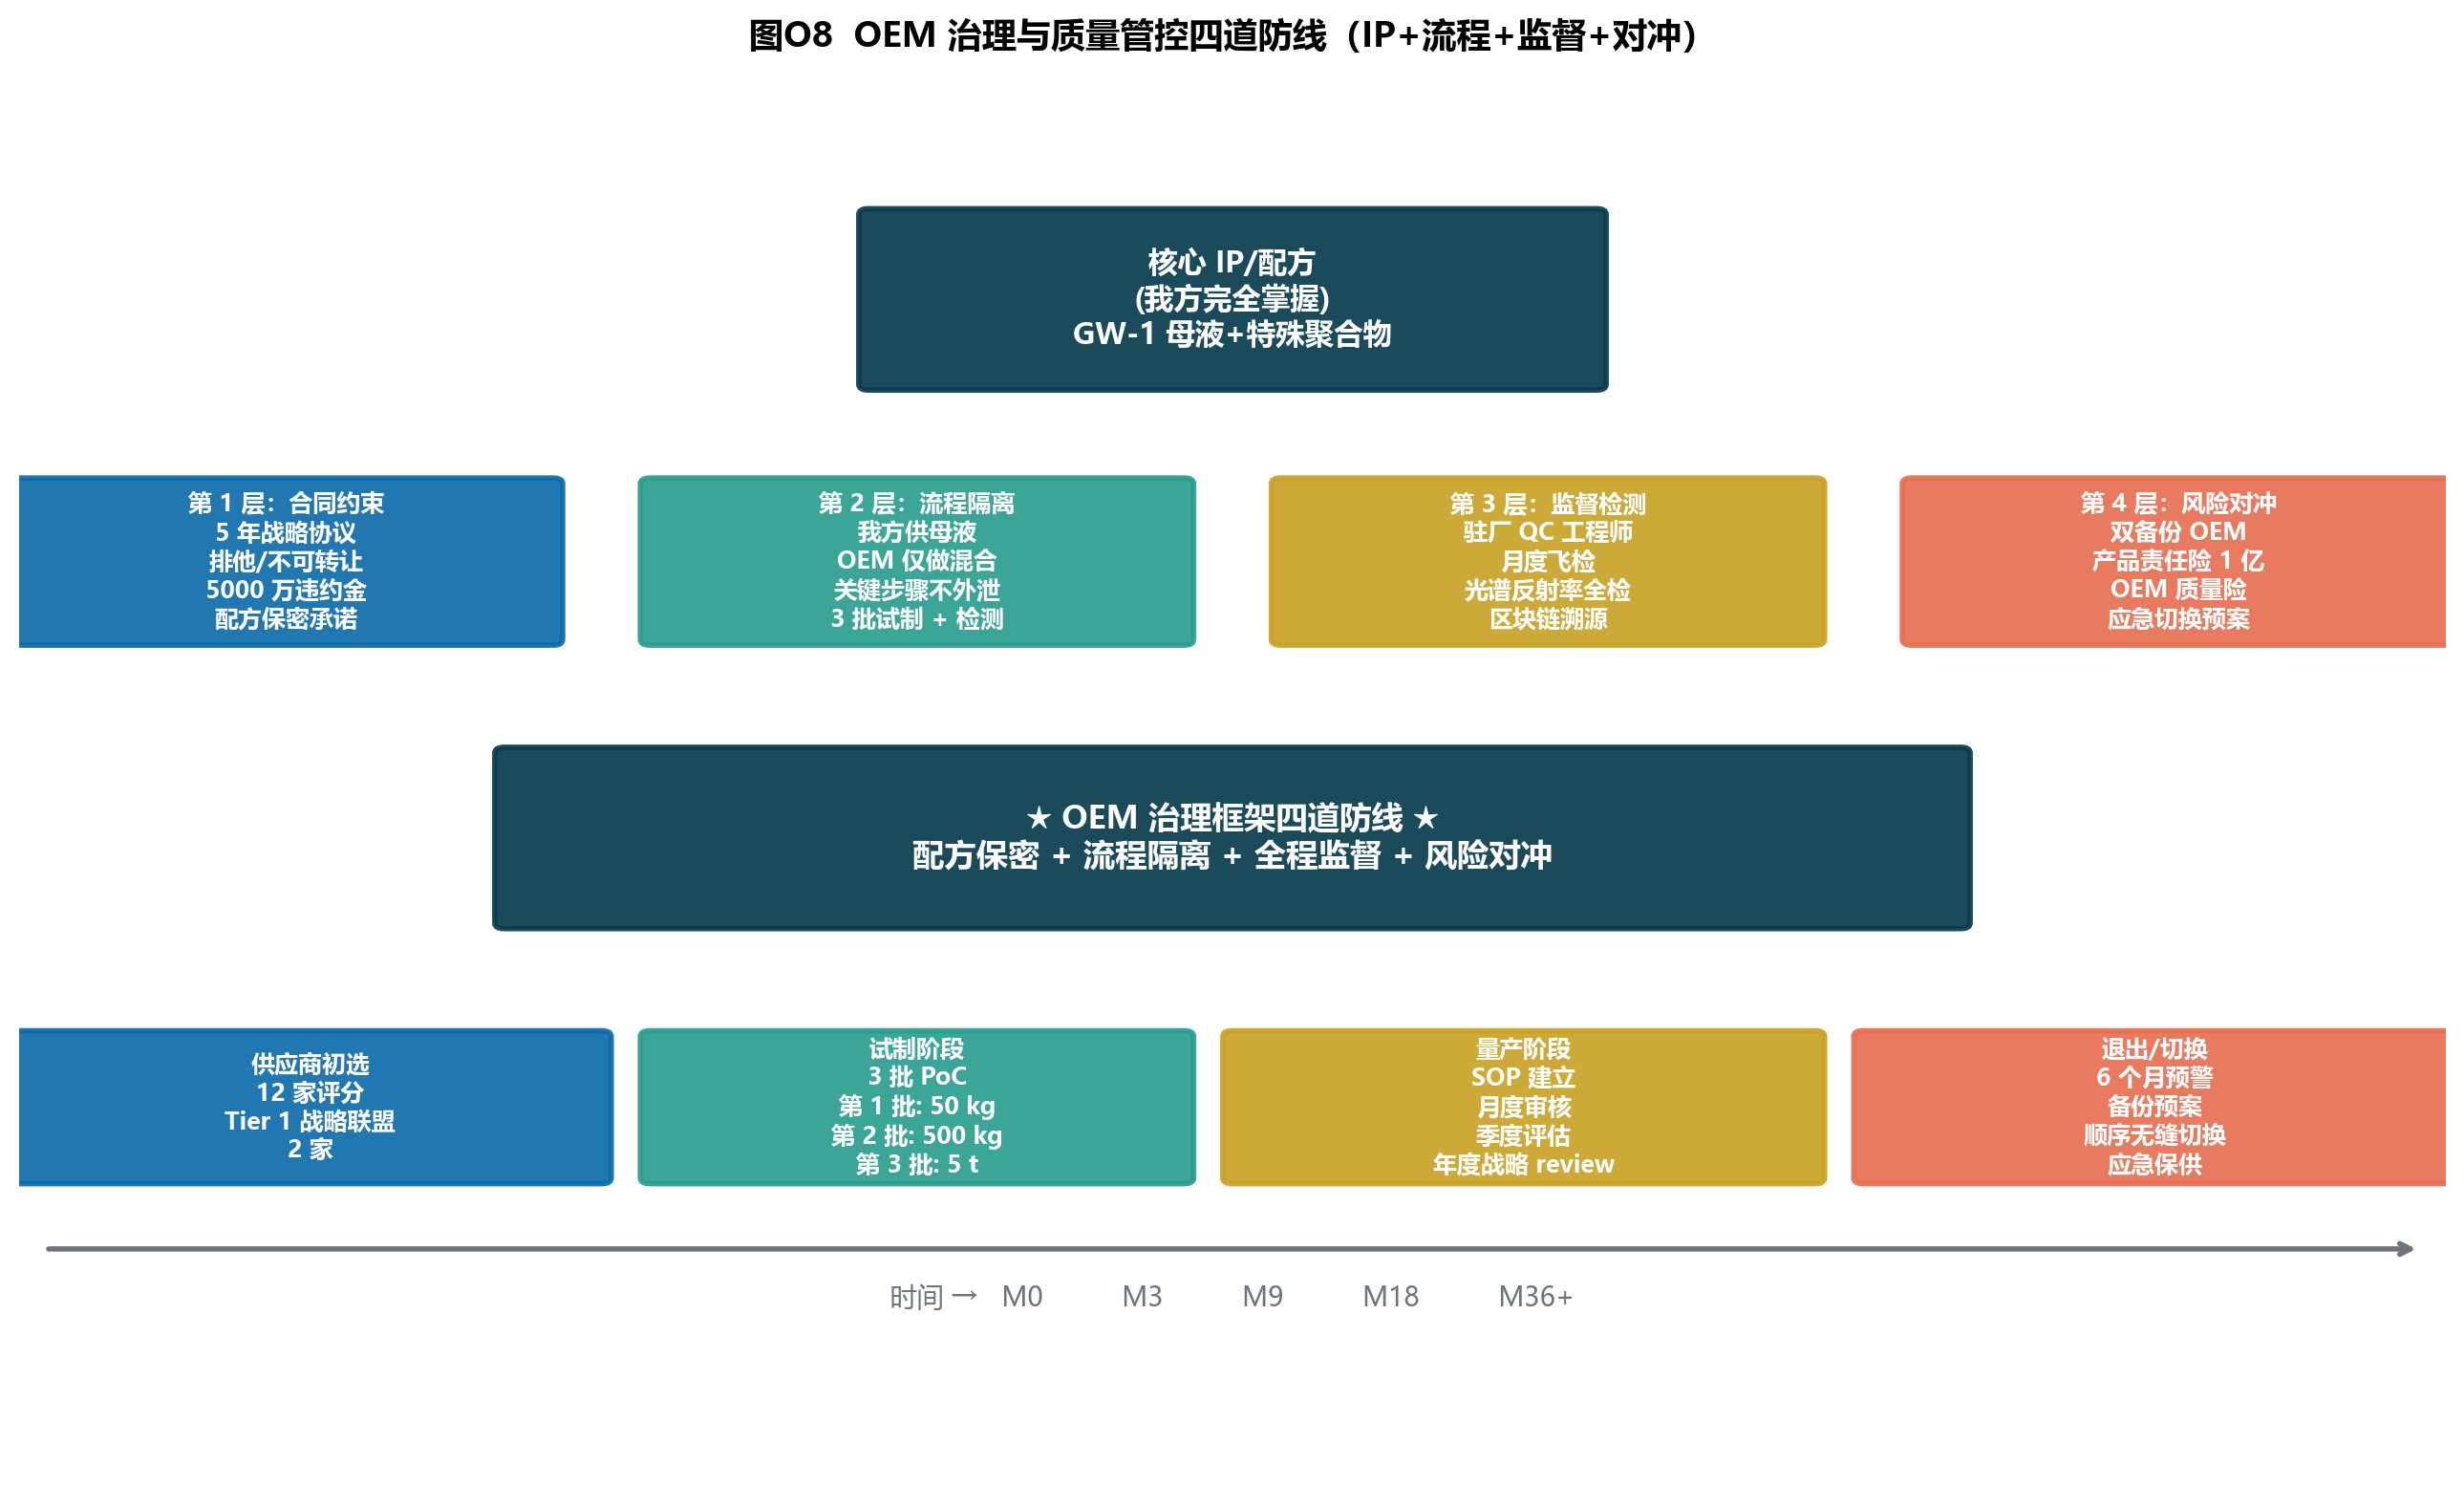 图O8  OEM 治理与质量管控四道防线（IP+流程+监督+对冲）
核心 IP/配方
(我方完全掌握)
GW-1 母液+特殊聚合物
第 1 层：合同约束
5 年战略协议
排他/不可转让
5000 万违约金
配方保密承诺
第 2 层：流程隔离
我方供母液
OEM 仅做混合
关键步骤不外泄
3 批试制 + 检测
第 3 层：监督检测
驻厂 QC 工程师
月度飞检
光谱反射率全检
区块链溯源
第 4 层：风险对冲
双备份 OEM
产品责任险 1 亿
OEM 质量险
应急切换预案
★ OEM 治理框架四道防线 ★
配方保密 + 流程隔离 + 全程监督 + 风险对冲
供应商初选
12 家评分
Tier 1 战略联盟
2 家
试制阶段
3 批 PoC
第 1 批: 50 kg
第 2 批: 500 kg
第 3 批: 5 t
量产阶段
SOP 建立
月度审核
季度评估
年度战略 review
退出/切换
6 个月预警
备份预案
顺序无缝切换
应急保供
时间 → M0 M3 M9 M18 M36+